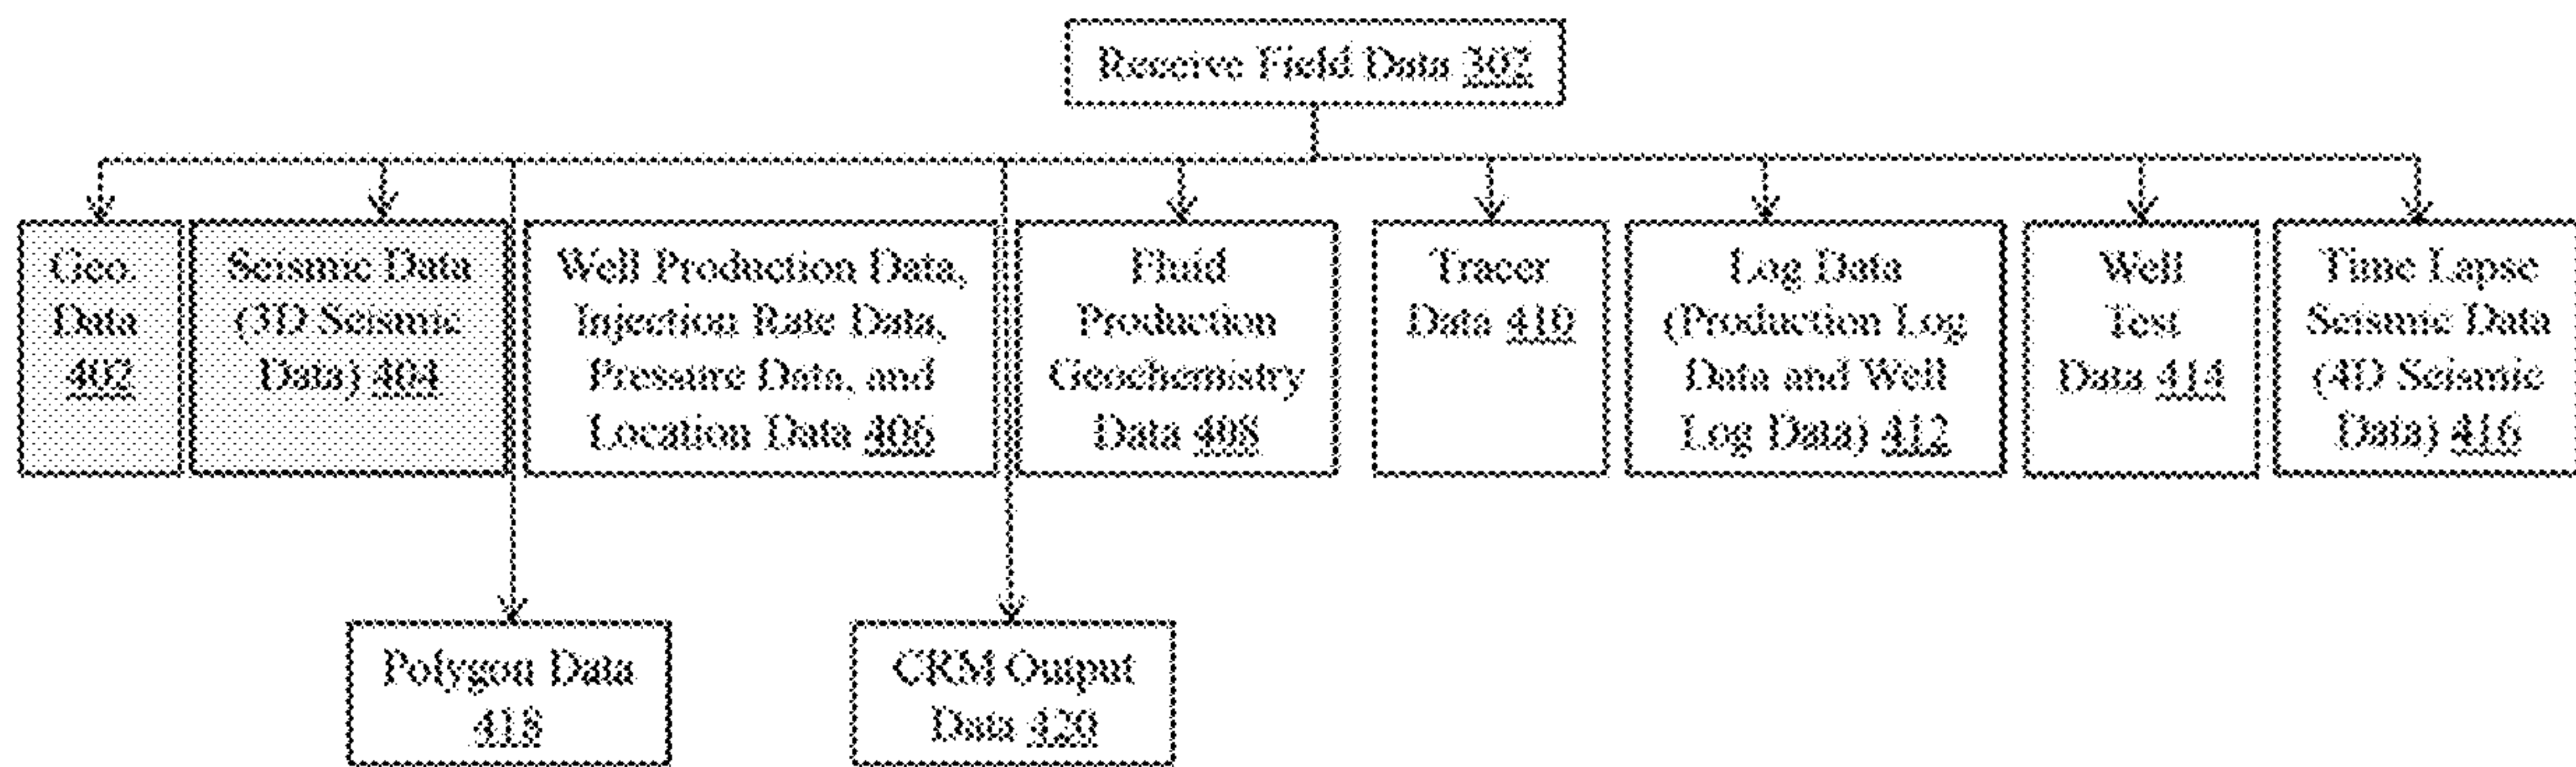 Reserve Field Data 302
Geo.
Data
402
Seismic Data
(3D Seismic
Data) 404
Well Production Data,
Injection Rate Data,
Pressure Data, and
Location Data 406
Fluid
Production
Geochemistry
Data 408
Tracer
Data 410
Log Data
(Production Log
Data and Well
Log Data) 412
Well
Test
Data 414
Time Lapse
Seismic Data
(4D Seismic
Data) 416
Polygon Data
418
CRM Output
Data 420